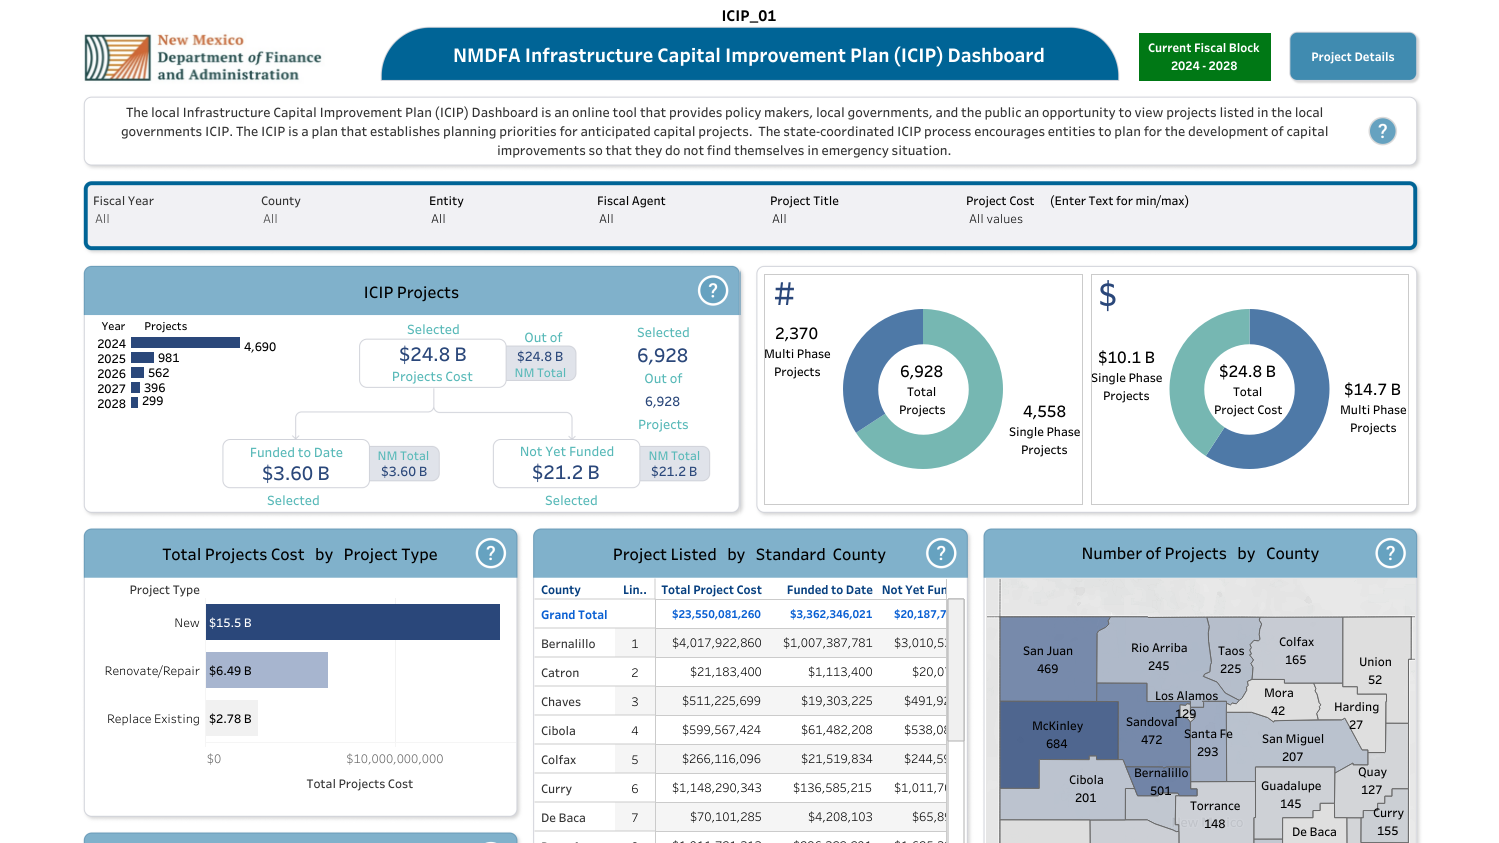 ICIP_01
New Mexico
Department of Finance
and Administration
NMDFA Infrastructure Capital Improvement Plan (ICIP) Dashboard
Current Fiscal Block
2024 - 2028
Project Details
The local Infrastructure Capital Improvement Plan (ICIP) Dashboard is an online tool that provides policy makers, local governments, and the public an opportunity to view projects listed in the local
governments ICIP. The ICIP is a plan that establishes planning priorities for anticipated capital projects. The state-coordinated ICIP process encourages entities to plan for the development of capital
improvements so that they do not find themselves in emergency situation.
?
Fiscal Year County Entity Fiscal Agent Project Title Project Cost (Enter Text for min/max)
All All All All All All values
ICIP Projects ?
Year Projects
2024 4,690
2025 981
2026 562
2027 396
2028 299
Selected
$24.8 B
Projects Cost
Out of
$24.8 B
NM Total
Selected
6,928
Out of
6,928
Projects
Funded to Date
$3.60 B
Selected
NM Total
$3.60 B
Not Yet Funded
$21.2 B
Selected
NM Total
$21.2 B
#
2,370
Multi Phase
Projects
6,928
Total
Projects
4,558
Single Phase
Projects
$
$10.1 B
Single Phase
Projects
$24.8 B
Total
Project Cost
$14.7 B
Multi Phase
Projects
Total Projects Cost by Project Type ?
Project Type
New $15.5 B
Renovate/Repair $6.49 B
Replace Existing $2.78 B
$0 $10,000,000,000
Total Projects Cost
Project Listed by Standard County ?
County Lin.. Total Project Cost Funded to Date Not Yet Fun
Grand Total $23,550,081,260 $3,362,346,021 $20,187,7
Bernalillo 1 $4,017,922,860 $1,007,387,781 $3,010,5
Catron 2 $21,183,400 $1,113,400 $20,0
Chaves 3 $511,225,699 $19,303,225 $491,92
Cibola 4 $599,567,424 $61,482,208 $538,08
Colfax 5 $266,116,096 $21,519,834 $244,59
Curry 6 $1,148,290,343 $136,585,215 $1,011,70
De Baca 7 $70,101,285 $4,208,103 $65,89
Number of Projects by County ?
San Juan
469
Rio Arriba
245
Taos
225
Colfax
165
Union
52
Los Alamos
129
Mora
42
Harding
27
McKinley
684
Sandoval
472
Santa Fe
293
San Miguel
207
Cibola
201
Bernalillo
501
Quay
127
Guadalupe
145
Torrance
148
Curry
155
De Baca